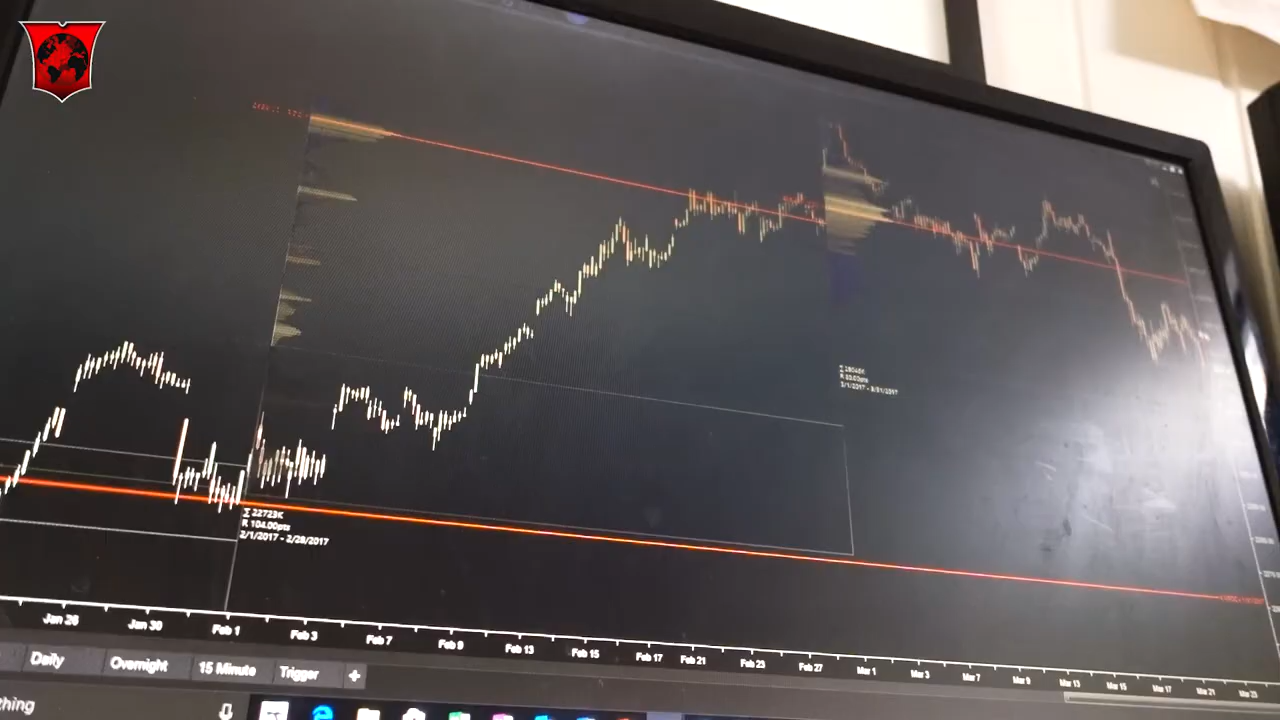 Σ 22723K
R 104.00pts
2/1/2017 - 2/28/2017
Jan 26
Jan 30
Feb 1
Feb 3
Feb 7
Feb 9
Feb 13
Feb 15
Feb 17
Feb 21
Feb 23
Feb 27
Mar 1
Mar 3
Mar 7
Mar 9
Mar 13
Mar 15
Mar 17
Mar 21
Mar 23
Daily
Overnight
15 Minute
Trigger
+
thing